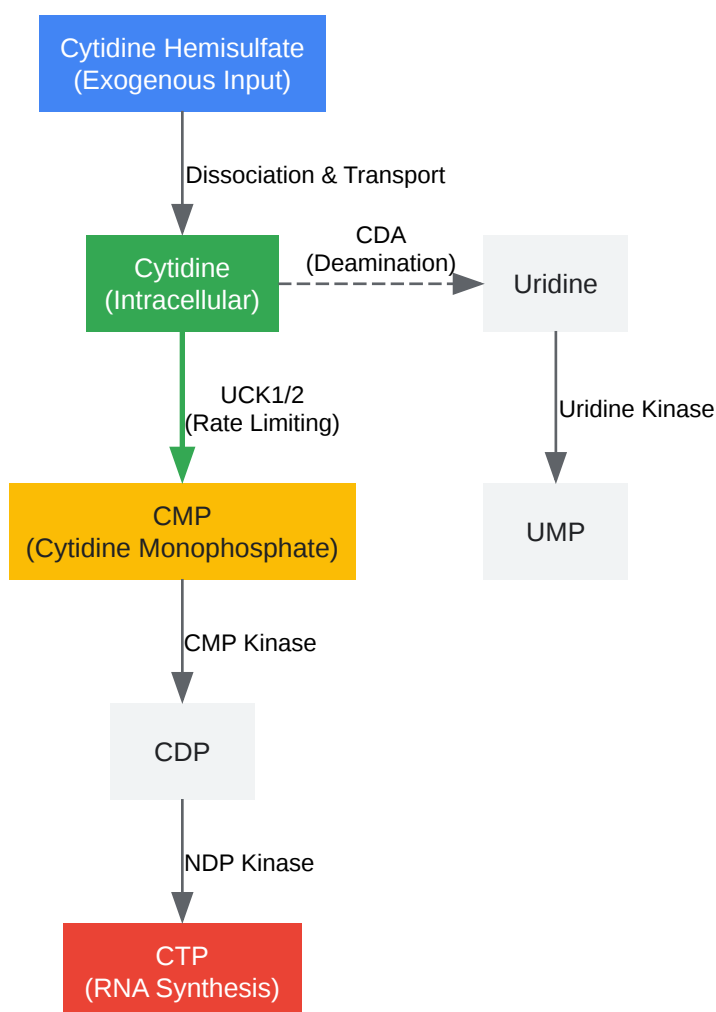 Cytidine Hemisulfate
(Exogenous Input)
Dissociation & Transport
CDA
(Deamination)
Cytidine
(Intracellular)
Uridine
UCK1/2
(Rate Limiting)
Uridine Kinase
CMP
(Cytidine Monophosphate)
UMP
CMP Kinase
CDP
NDP Kinase
CTP
(RNA Synthesis)